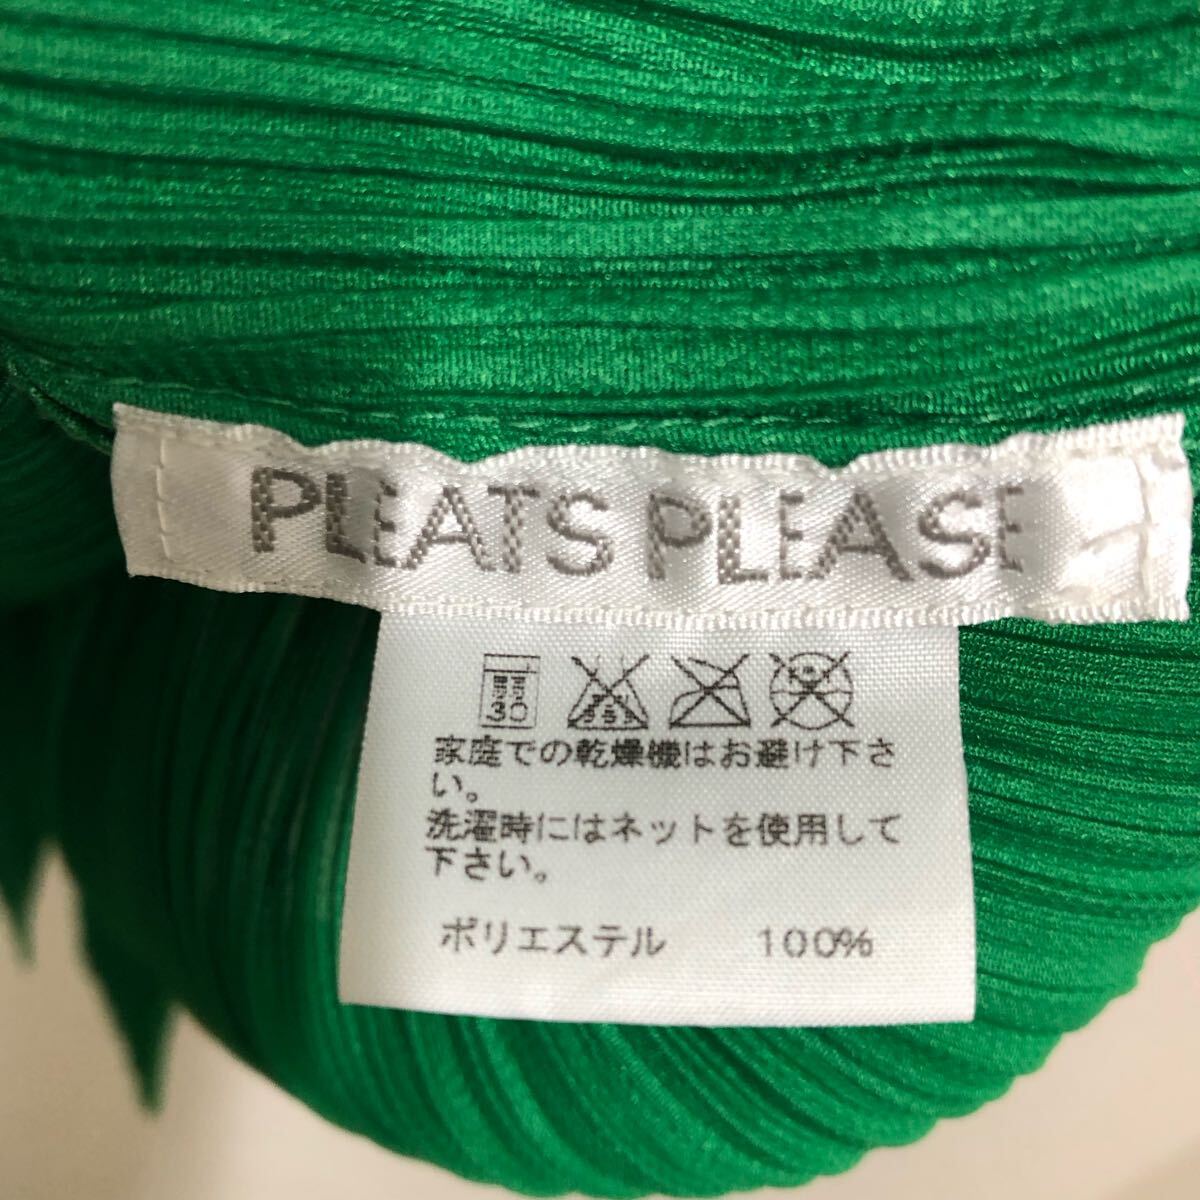 PLEATS PLEASE
30
家庭での乾燥機はお避け下さ
い。
洗濯時にはネットを使用して
下さい。
ポリエステル 100%